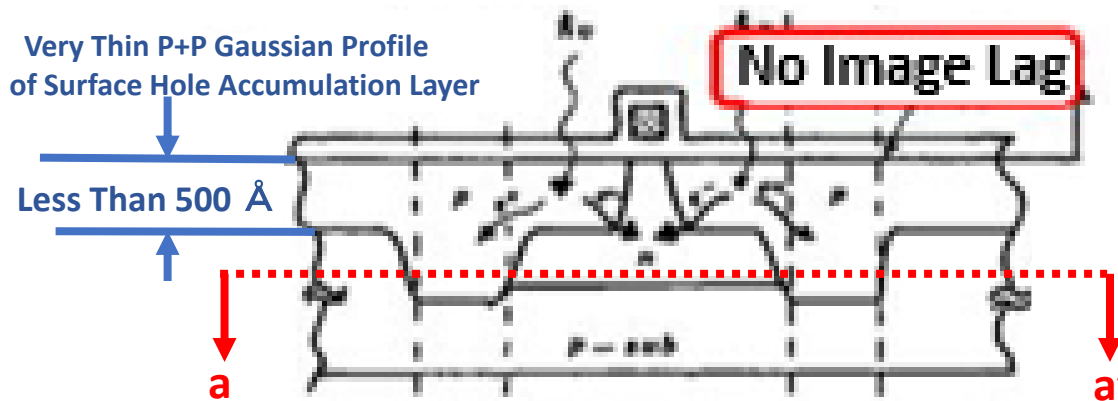 Very Thin P+P Gaussian Profile
of Surface Hole Accumulation Layer
No Image Lag
Less Than 500 Å
P
P
n
P - sub
a
a'